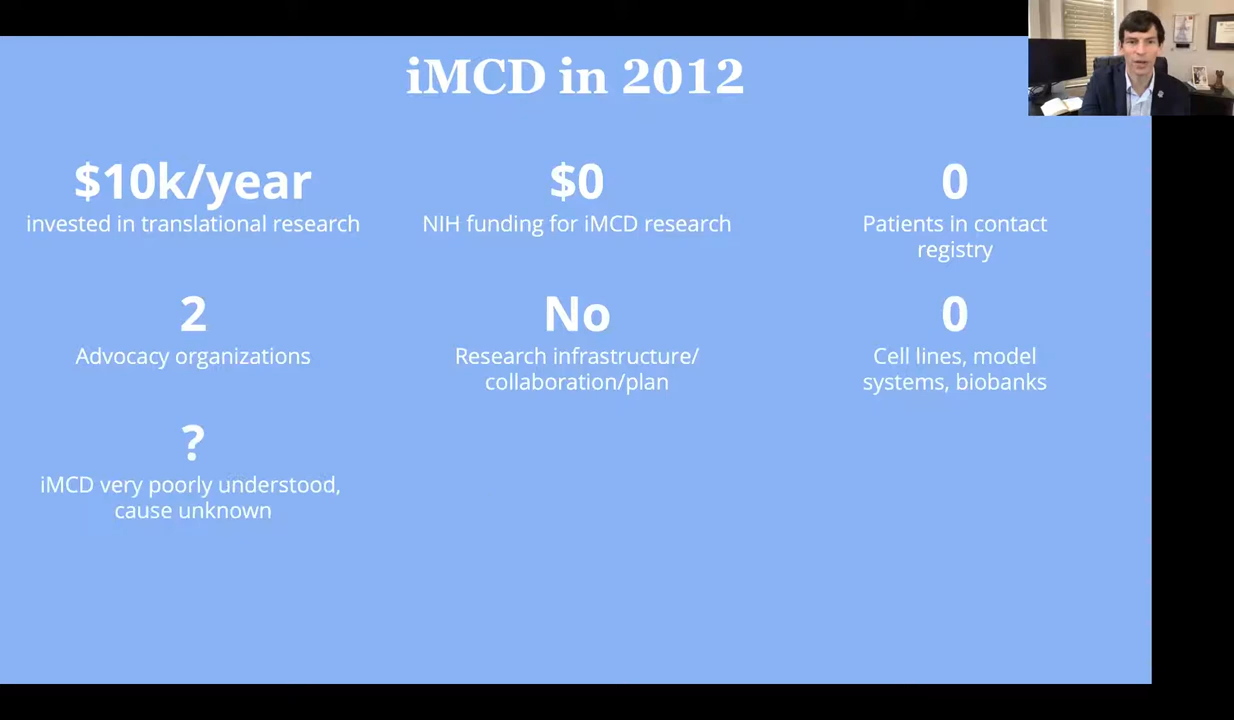 iMCD in 2012
$10k/year
invested in translational research
$0
NIH funding for iMCD research
0
Patients in contact
registry
2
Advocacy organizations
No
Research infrastructure/
collaboration/plan
0
Cell lines, model
systems, biobanks
?
iMCD very poorly understood,
cause unknown